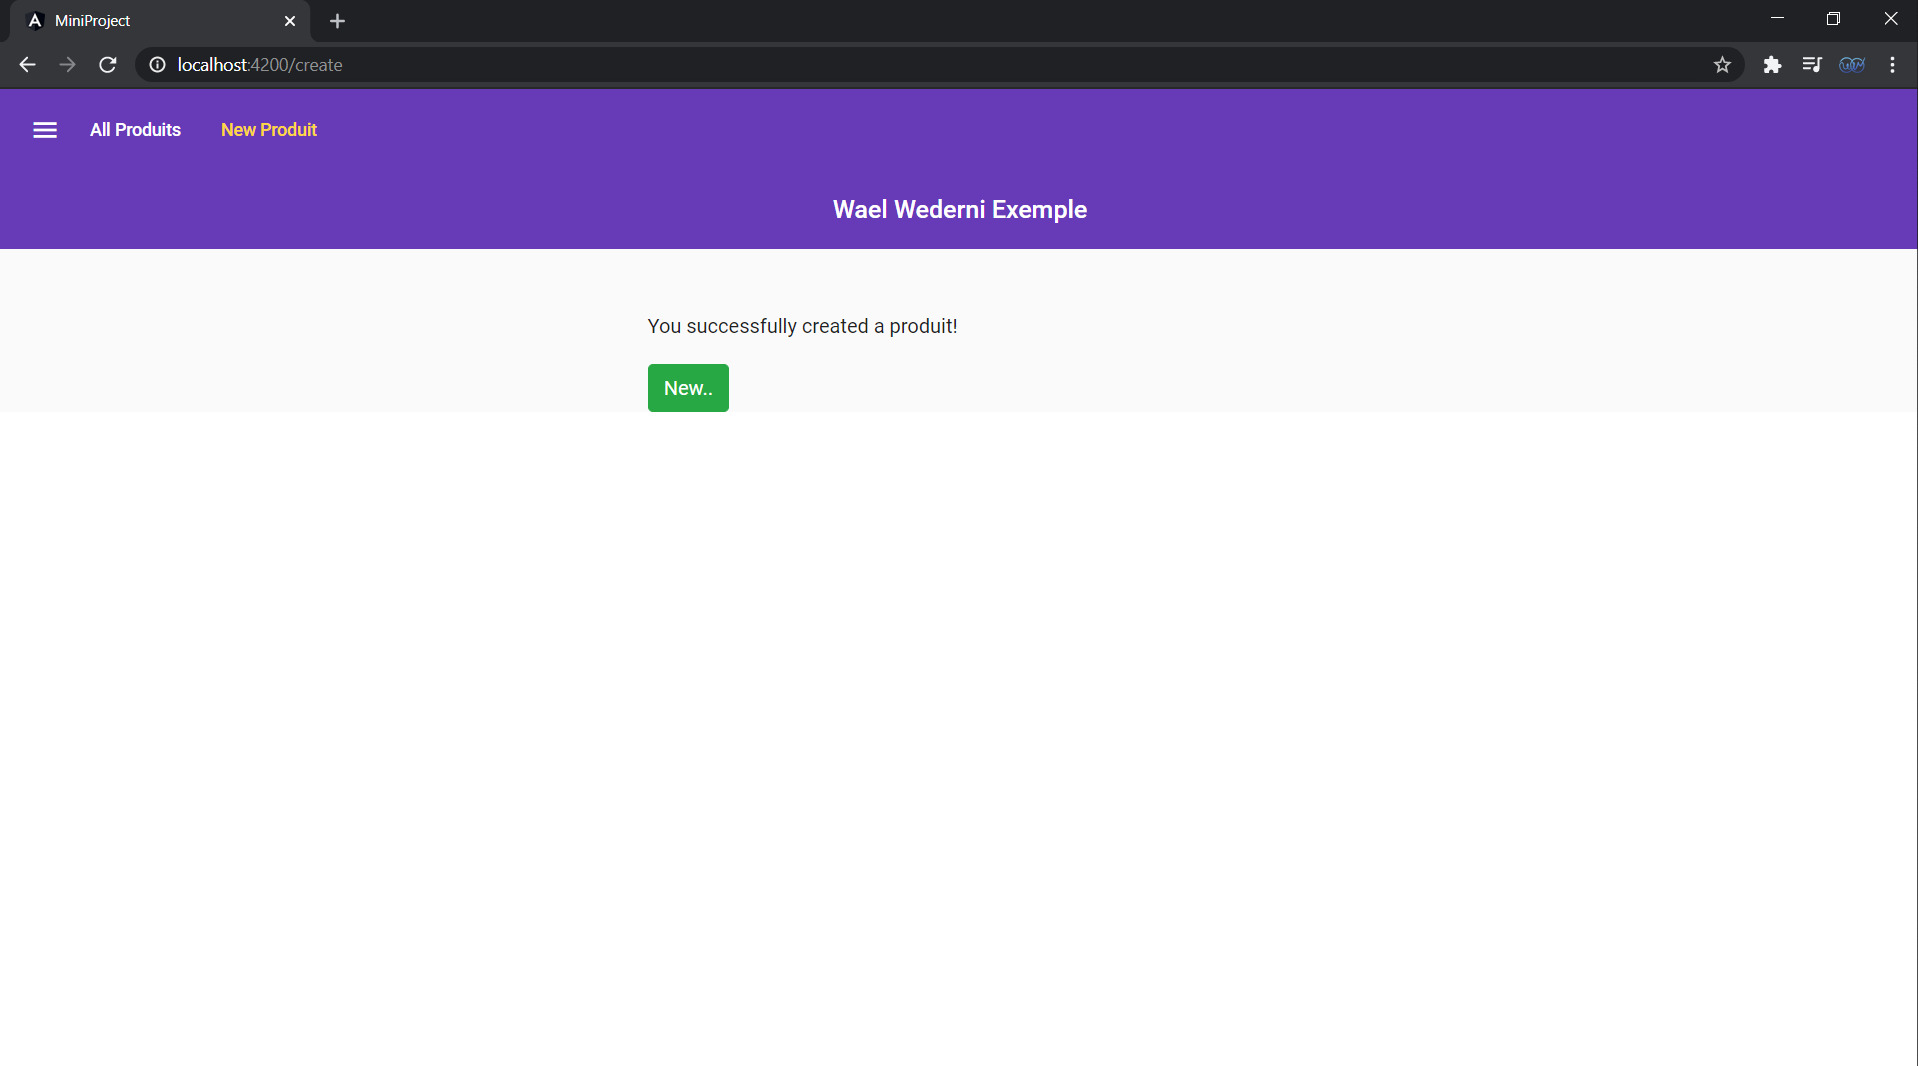 MiniProject
localhost:4200/create
All Produits New Produit
Wael Wederni Exemple
You successfully created a produit!
New..